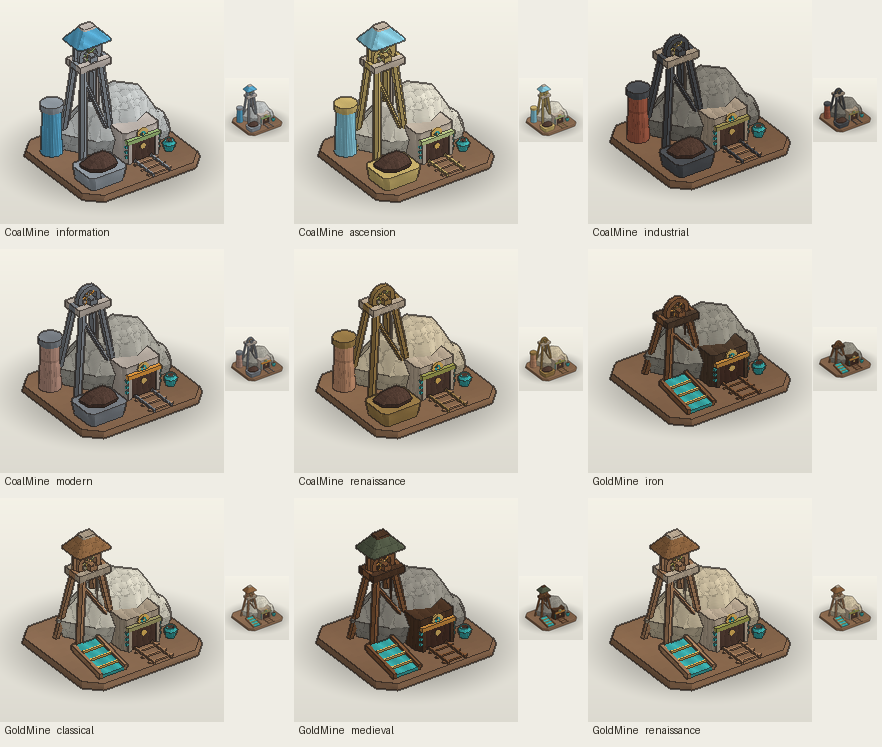 CoalMine information
CoalMine ascension
CoalMine industrial
CoalMine modern
CoalMine renaissance
GoldMine iron
GoldMine classical
GoldMine medieval
GoldMine renaissance